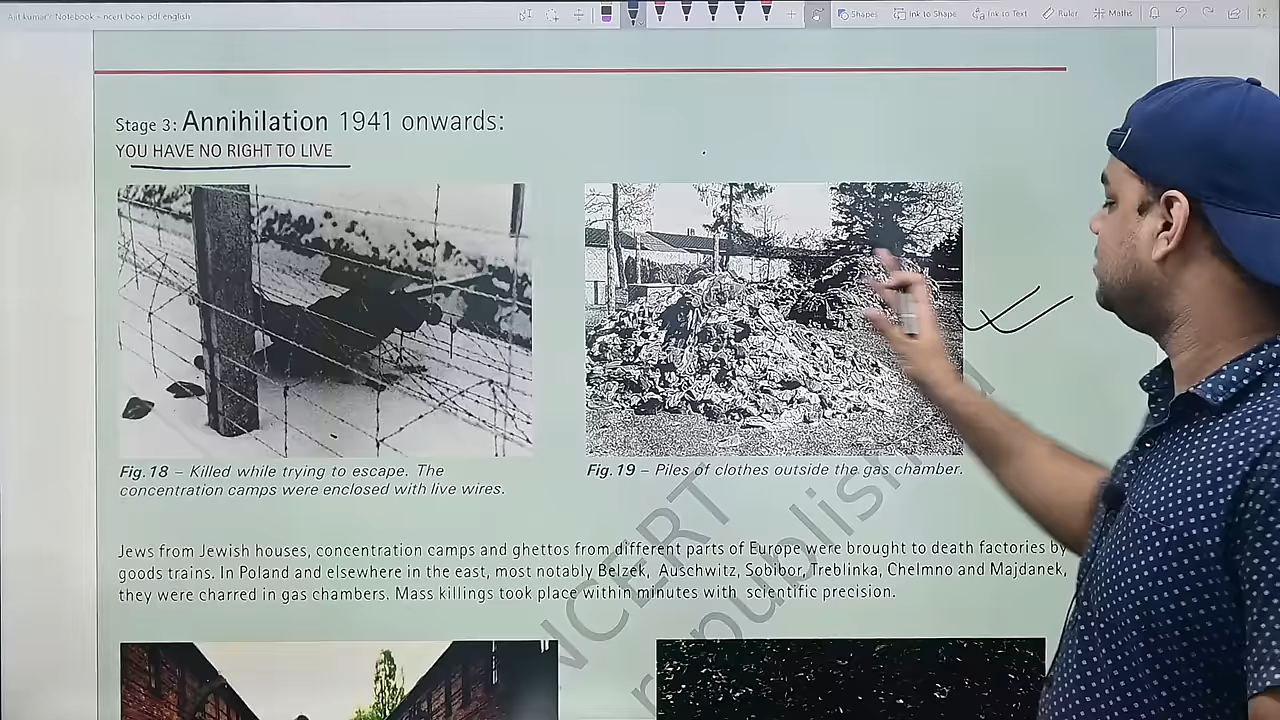 Ajit kumar's Notebook - ncert book pdf english
Shapes
Ink to Shape
Ink to Text
Ruler
Maths
Stage 3: Annihilation 1941 onwards:
YOU HAVE NO RIGHT TO LIVE
Fig.18 – Killed while trying to escape. The
concentration camps were enclosed with live wires.
Fig.19 – Piles of clothes outside the gas chamber.
Jews from Jewish houses, concentration camps and ghettos from different parts of Europe were brought to death factories by
goods trains. In Poland and elsewhere in the east, most notably Belzek, Auschwitz, Sobibor, Treblinka, Chelmno and Majdanek,
they were charred in gas chambers. Mass killings took place within minutes with scientific precision.
NCERT
republished